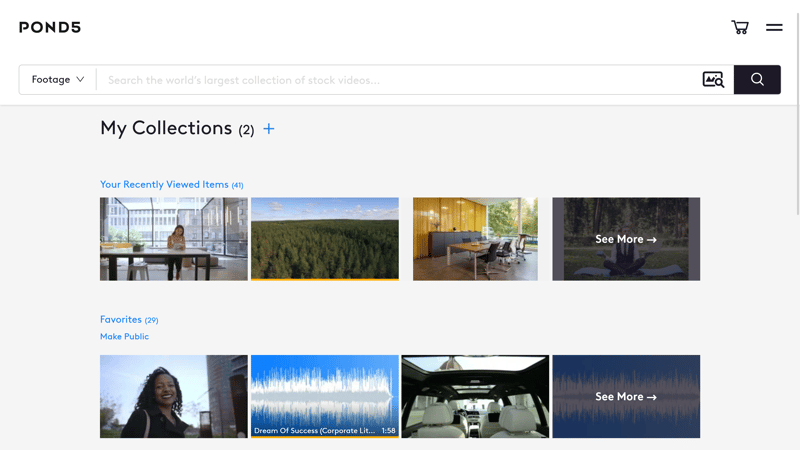 POND5
Footage
Search the world's largest collection of stock videos...
My Collections (2) +
Your Recently Viewed Items (41)
See More →
Favorites (29)
Make Public
Dream Of Success (Corporate Lit... 1:58
See More →